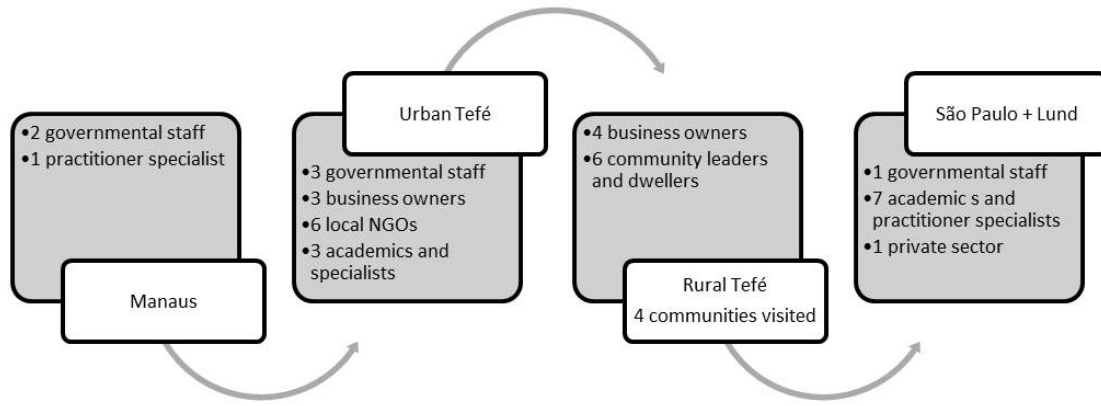 •2 governmental staff
•1 practitioner specialist
Manaus
Urban Tefé
•3 governmental staff
•3 business owners
•6 local NGOs
•3 academics and
specialists
•4 business owners
•6 community leaders
and dwellers
Rural Tefé
4 communities visited
São Paulo + Lund
•1 governmental staff
•7 academic s and
practitioner specialists
•1 private sector